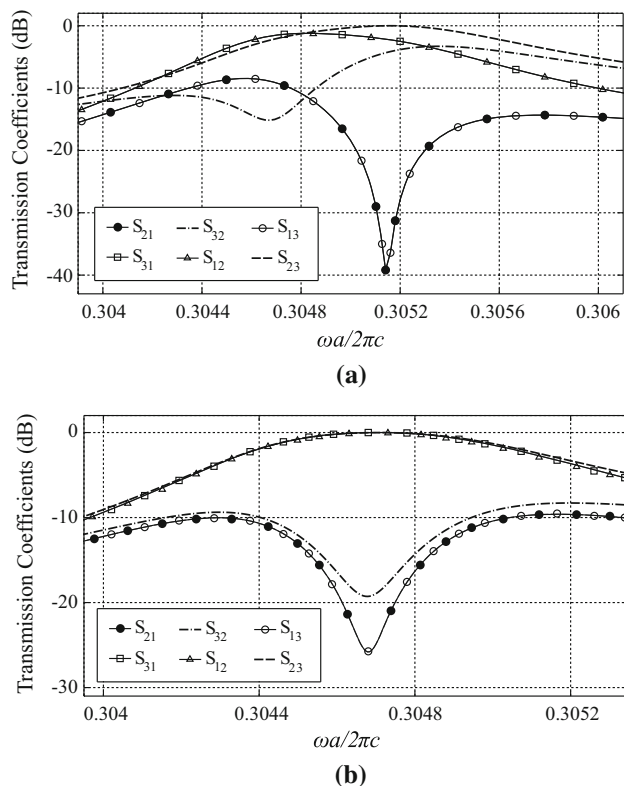 Transmission Coefficients (dB)
0
-10
-20
-30
-40
S21 S32 S13
S31 S12 S23
0.304 0.3044 0.3048 0.3052 0.3056 0.306
ωa/2πc
(a)
Transmission Coefficients (dB)
0
-10
-20
-30
S21 S32 S13
S31 S12 S23
0.304 0.3044 0.3048 0.3052
ωa/2πc
(b)